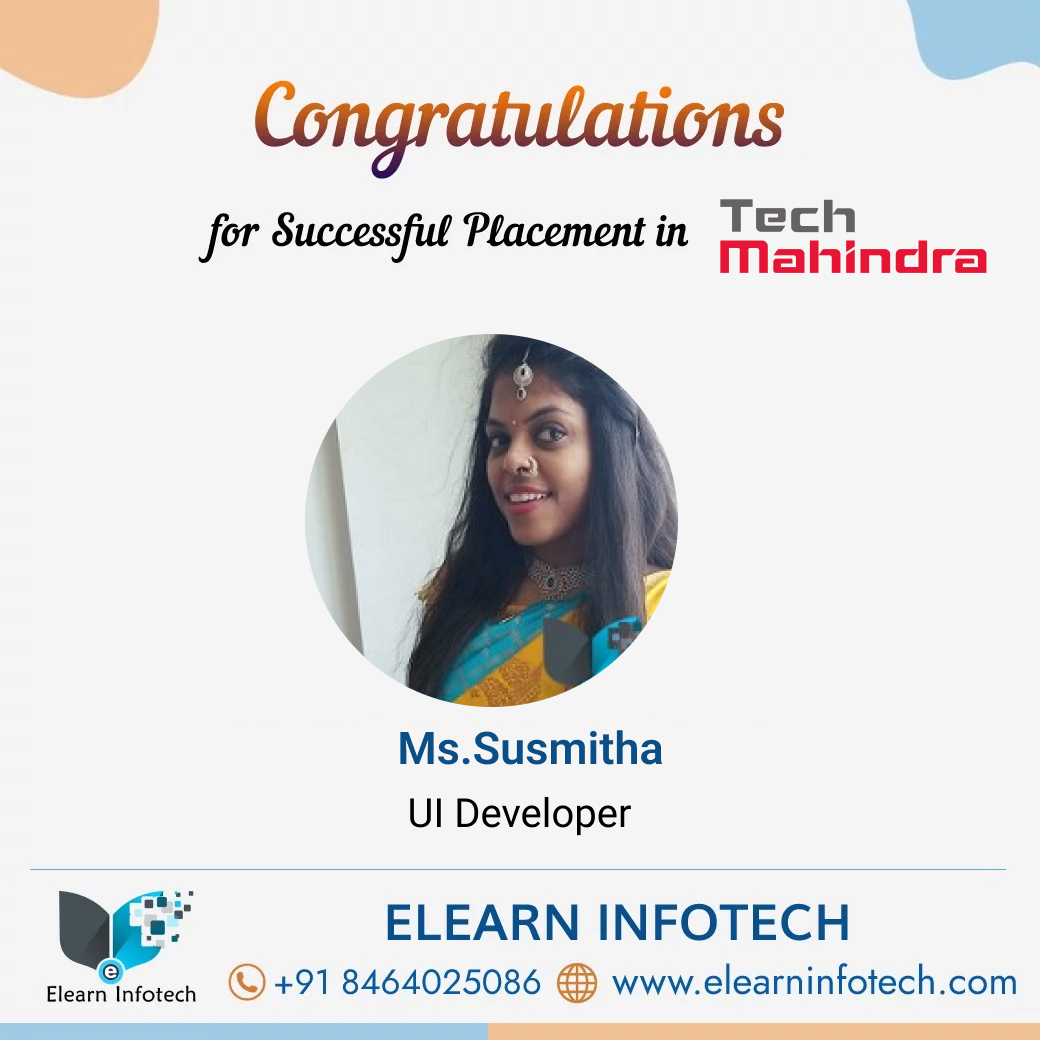 Congratulations
for Successful Placement in
Tech
Mahindra
Ms.Susmitha
UI Developer
e
Elearn Infotech
ELEARN INFOTECH
+91 8464025086 www.elearninfotech.com